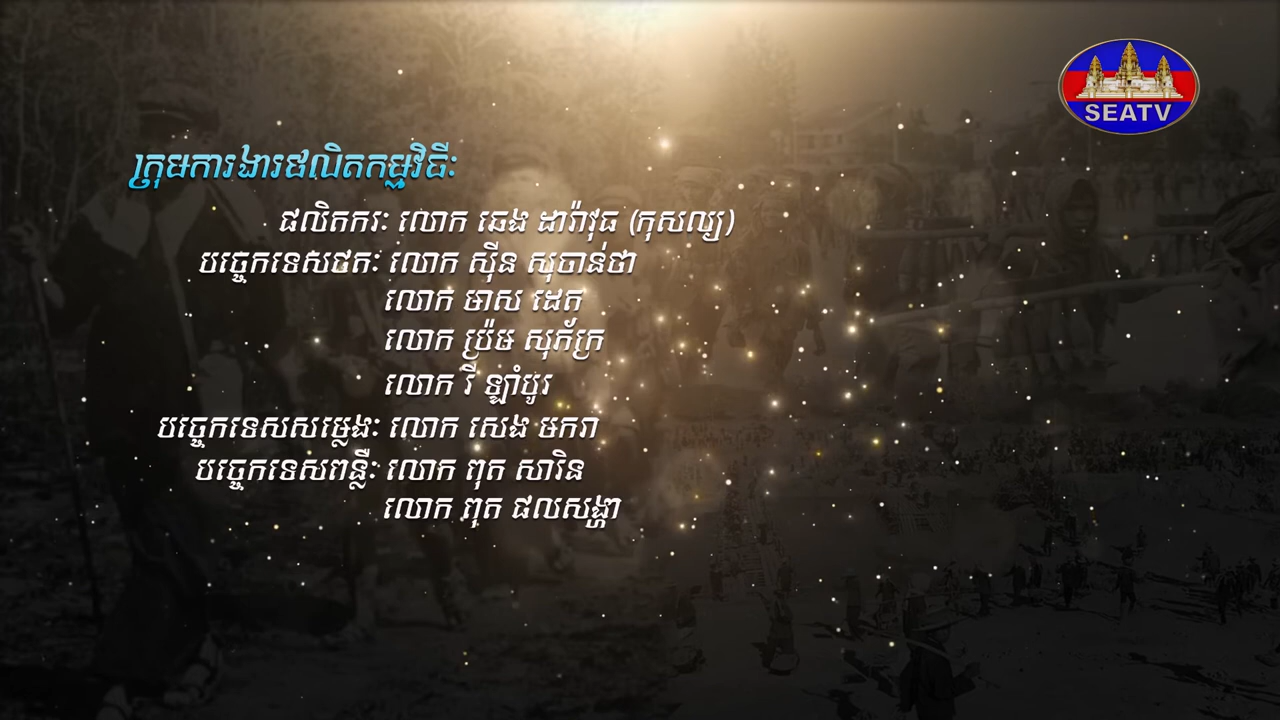 SEATV
ក្រុមការងារផលិតកម្មវិធីៈ
ផលិតករៈ លោក ឆេង ដារ៉ាវុធ (កុសល្យ)
បច្ចេកទេសថតៈ លោក ស៊ីន សុចាន់ថា
លោក មាស ដេត
លោក ប្រ៉ម សុភ័ក្រ
លោក រី ឡាំបូរ
បច្ចេកទេសសម្លេងៈ លោក សេង មករា
បច្ចេកទេសពន្លឺៈ លោក ពុត សារិន
លោក ពុត ផលសង្ហា